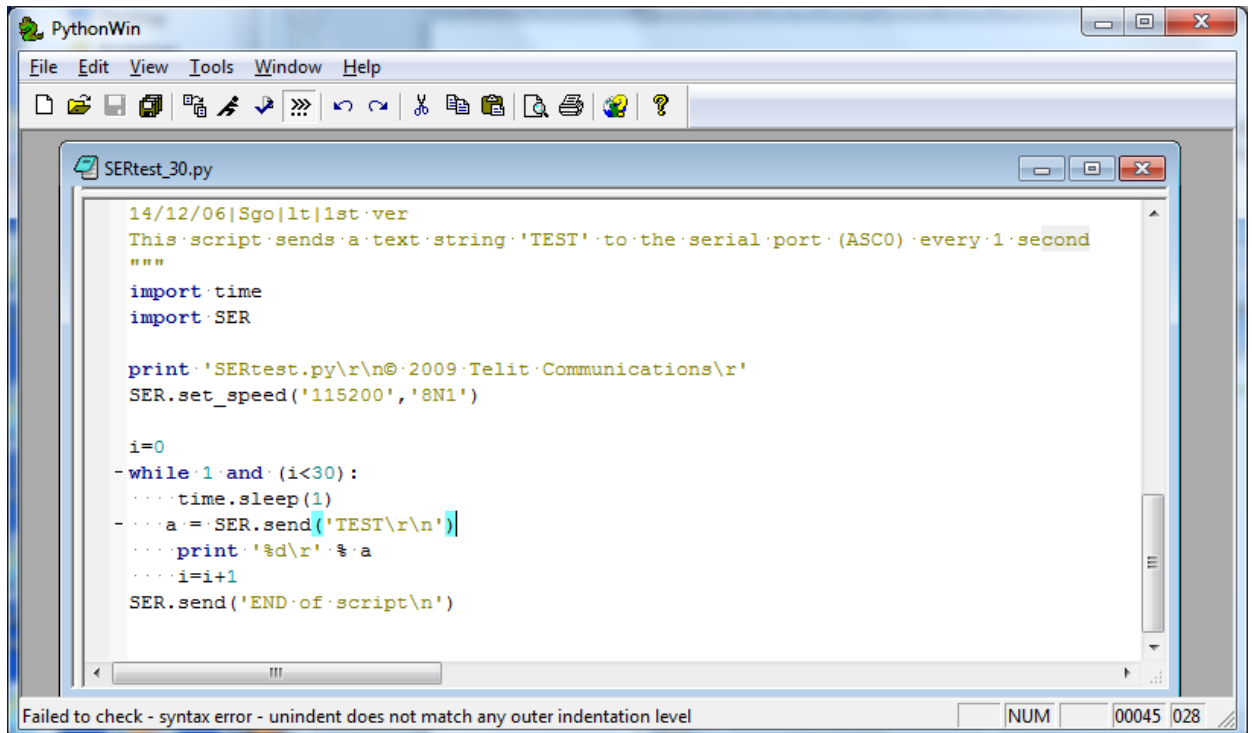 PythonWin
File Edit View Tools Window Help
SERtest_30.py
14/12/06|Sgo|lt|1st ver
This script sends a text string 'TEST' to the serial port (ASC0) every 1 second
"""
import time
import SER
print 'SERtest.py\r\n© 2009 Telit Communications\r'
SER.set_speed('115200','8N1')
i=0
while 1 and (i<30):
    time.sleep(1)
   a = SER.send('TEST\r\n')
    print '%d\r' % a
    i=i+1
SER.send('END of script\n')
Failed to check - syntax error - unindent does not match any outer indentation level NUM 00045 028